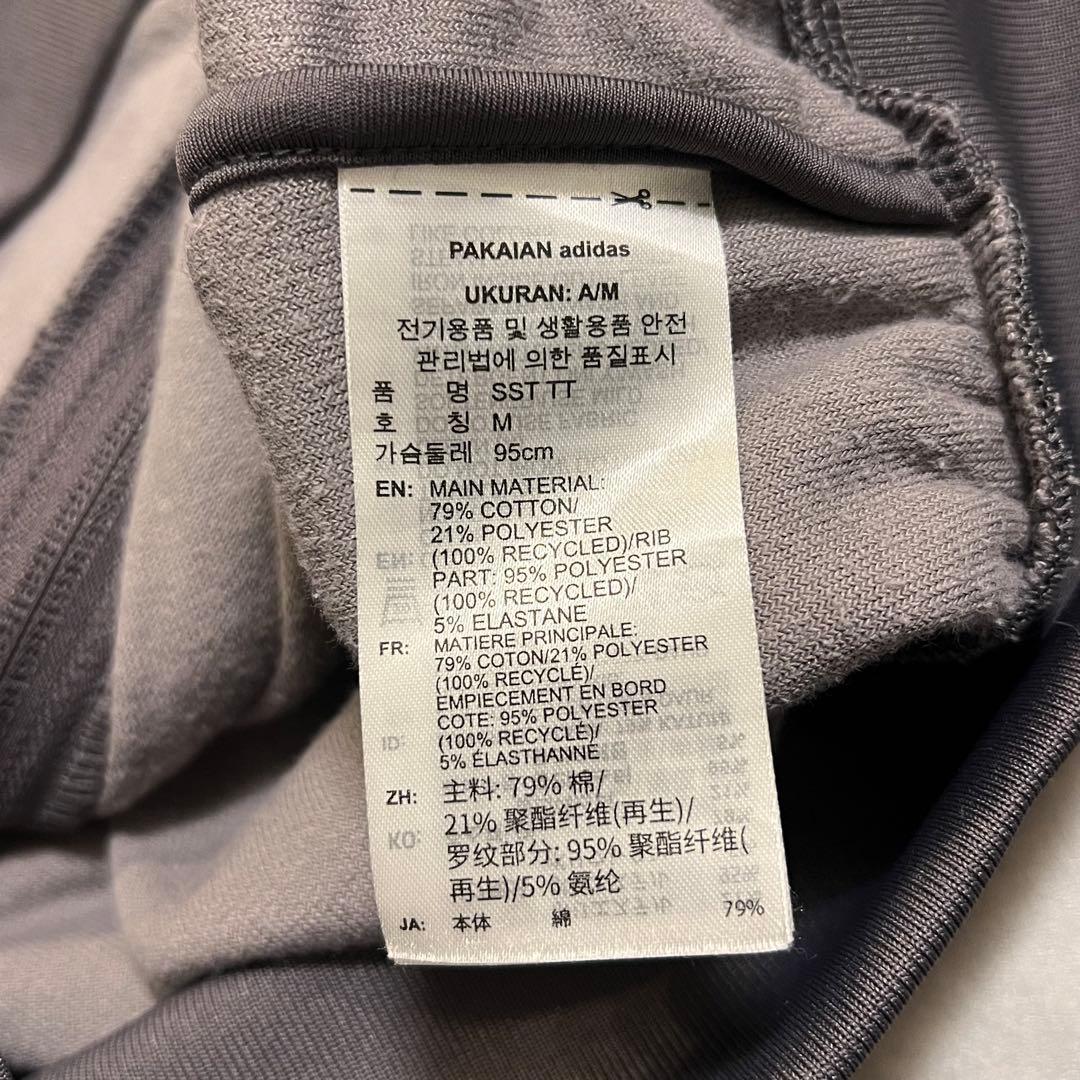 PAKAIAN adidas
UKURAN: A/M
전기용품 및 생활용품 안전
관리법에 의한 품질표시
품 명 SST TT
호 칭 M
가슴둘레 95cm
EN: MAIN MATERIAL:
79% COTTON/
21% POLYESTER
(100% RECYCLED)/RIB
PART: 95% POLYESTER
(100% RECYCLED)/
5% ELASTANE
FR: MATIERE PRINCIPALE:
79% COTON/21% POLYESTER
(100% RECYCLÉ)/
EMPIECEMENT EN BORD
COTE: 95% POLYESTER
(100% RECYCLÉ)/
5% ÉLASTHANNE
ZH: 主料: 79% 棉/
21% 聚酯纤维(再生)/
罗纹部分: 95% 聚酯纤维(
再生)/5% 氨纶
JA: 本体 綿 79%